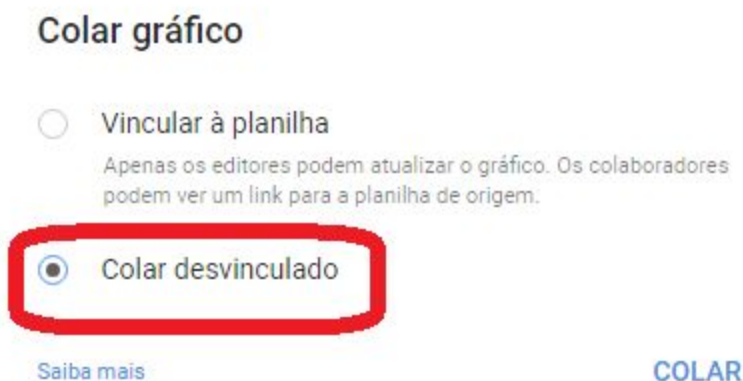 Colar gráfico
Vincular à planilha
Apenas os editores podem atualizar o gráfico. Os colaboradores
podem ver um link para a planilha de origem.
Colar desvinculado
Saiba mais
COLAR